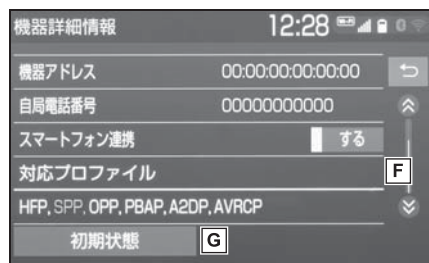 機器詳細情報 12:28
機器アドレス 00:00:00:00:00:00
自局電話番号 00000000000
スマートフォン連携 する
対応プロファイル
F
HFP, SPP, OPP, PBAP, A2DP, AVRCP
初期状態 G